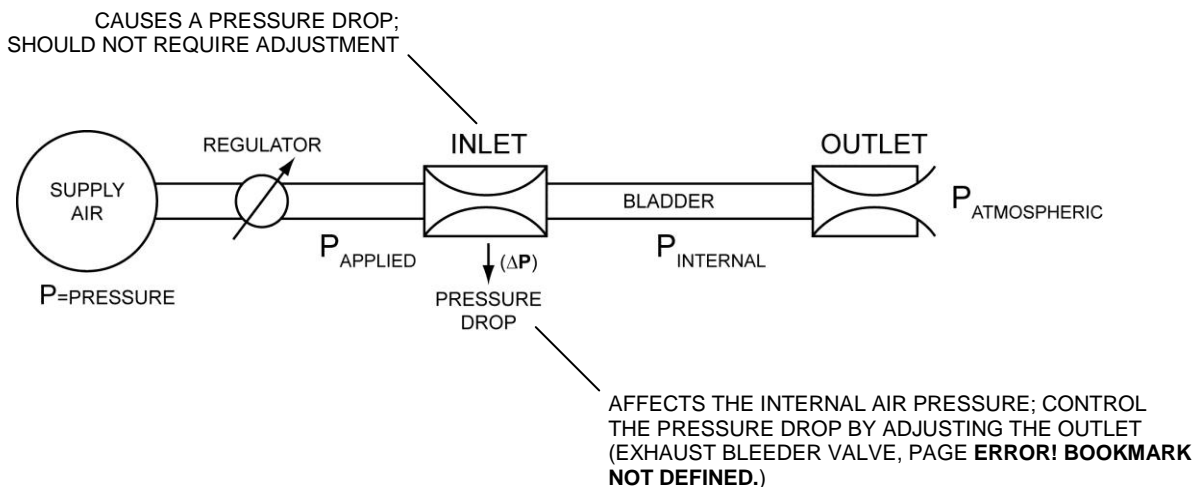 CAUSES A PRESSURE DROP;
SHOULD NOT REQUIRE ADJUSTMENT
REGULATOR
INLET
OUTLET
SUPPLY
AIR
BLADDER
P ATMOSPHERIC
P APPLIED
(ΔP)
P INTERNAL
P=PRESSURE
PRESSURE
DROP
AFFECTS THE INTERNAL AIR PRESSURE; CONTROL
THE PRESSURE DROP BY ADJUSTING THE OUTLET
(EXHAUST BLEEDER VALVE, PAGE ERROR! BOOKMARK
NOT DEFINED.)